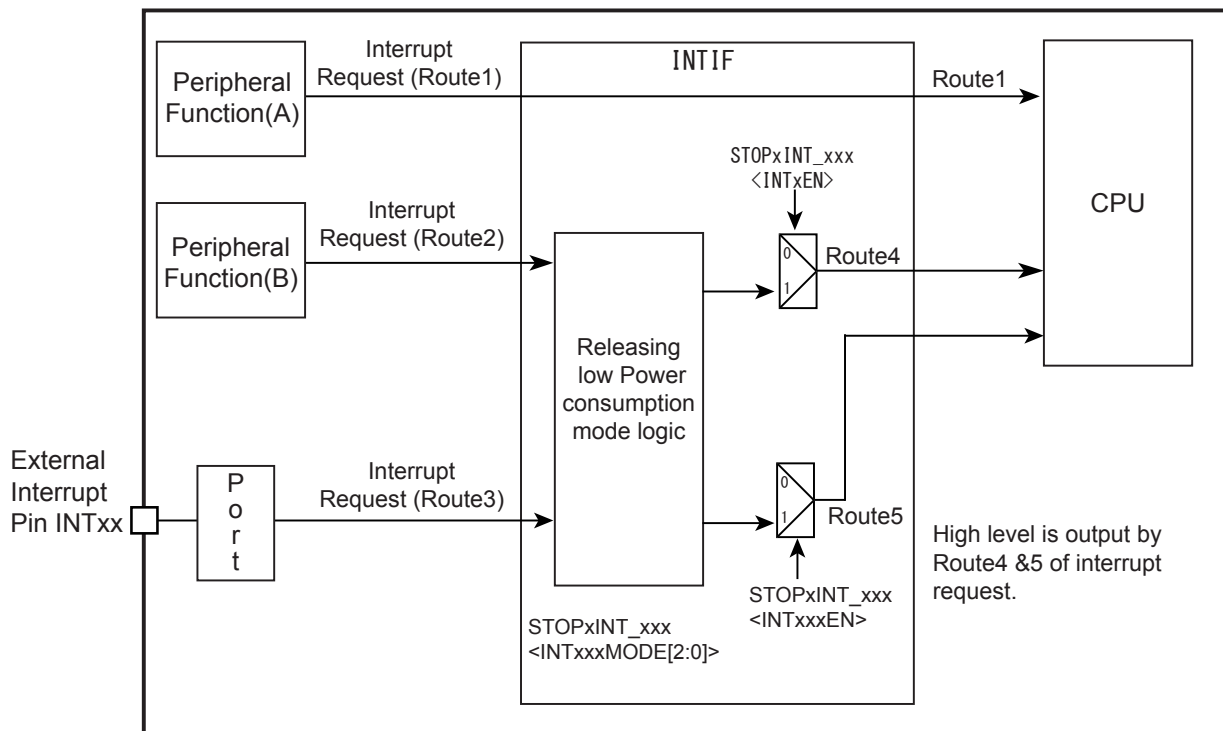 Peripheral
Function(A)
Interrupt
Request (Route1)
INTIF
Route1
CPU
STOPxINT_xxx
<INTxEN>
Peripheral
Function(B)
Interrupt
Request (Route2)
0
1
Route4
Releasing
low Power
consumption
mode logic
External
Interrupt
Pin INTxx
P
o
r
t
Interrupt
Request (Route3)
0
1
Route5
STOPxINT_xxx
<INTxxxEN>
STOPxINT_xxx
<INTxxxMODE[2:0]>
High level is output by
Route4 &5 of interrupt
request.